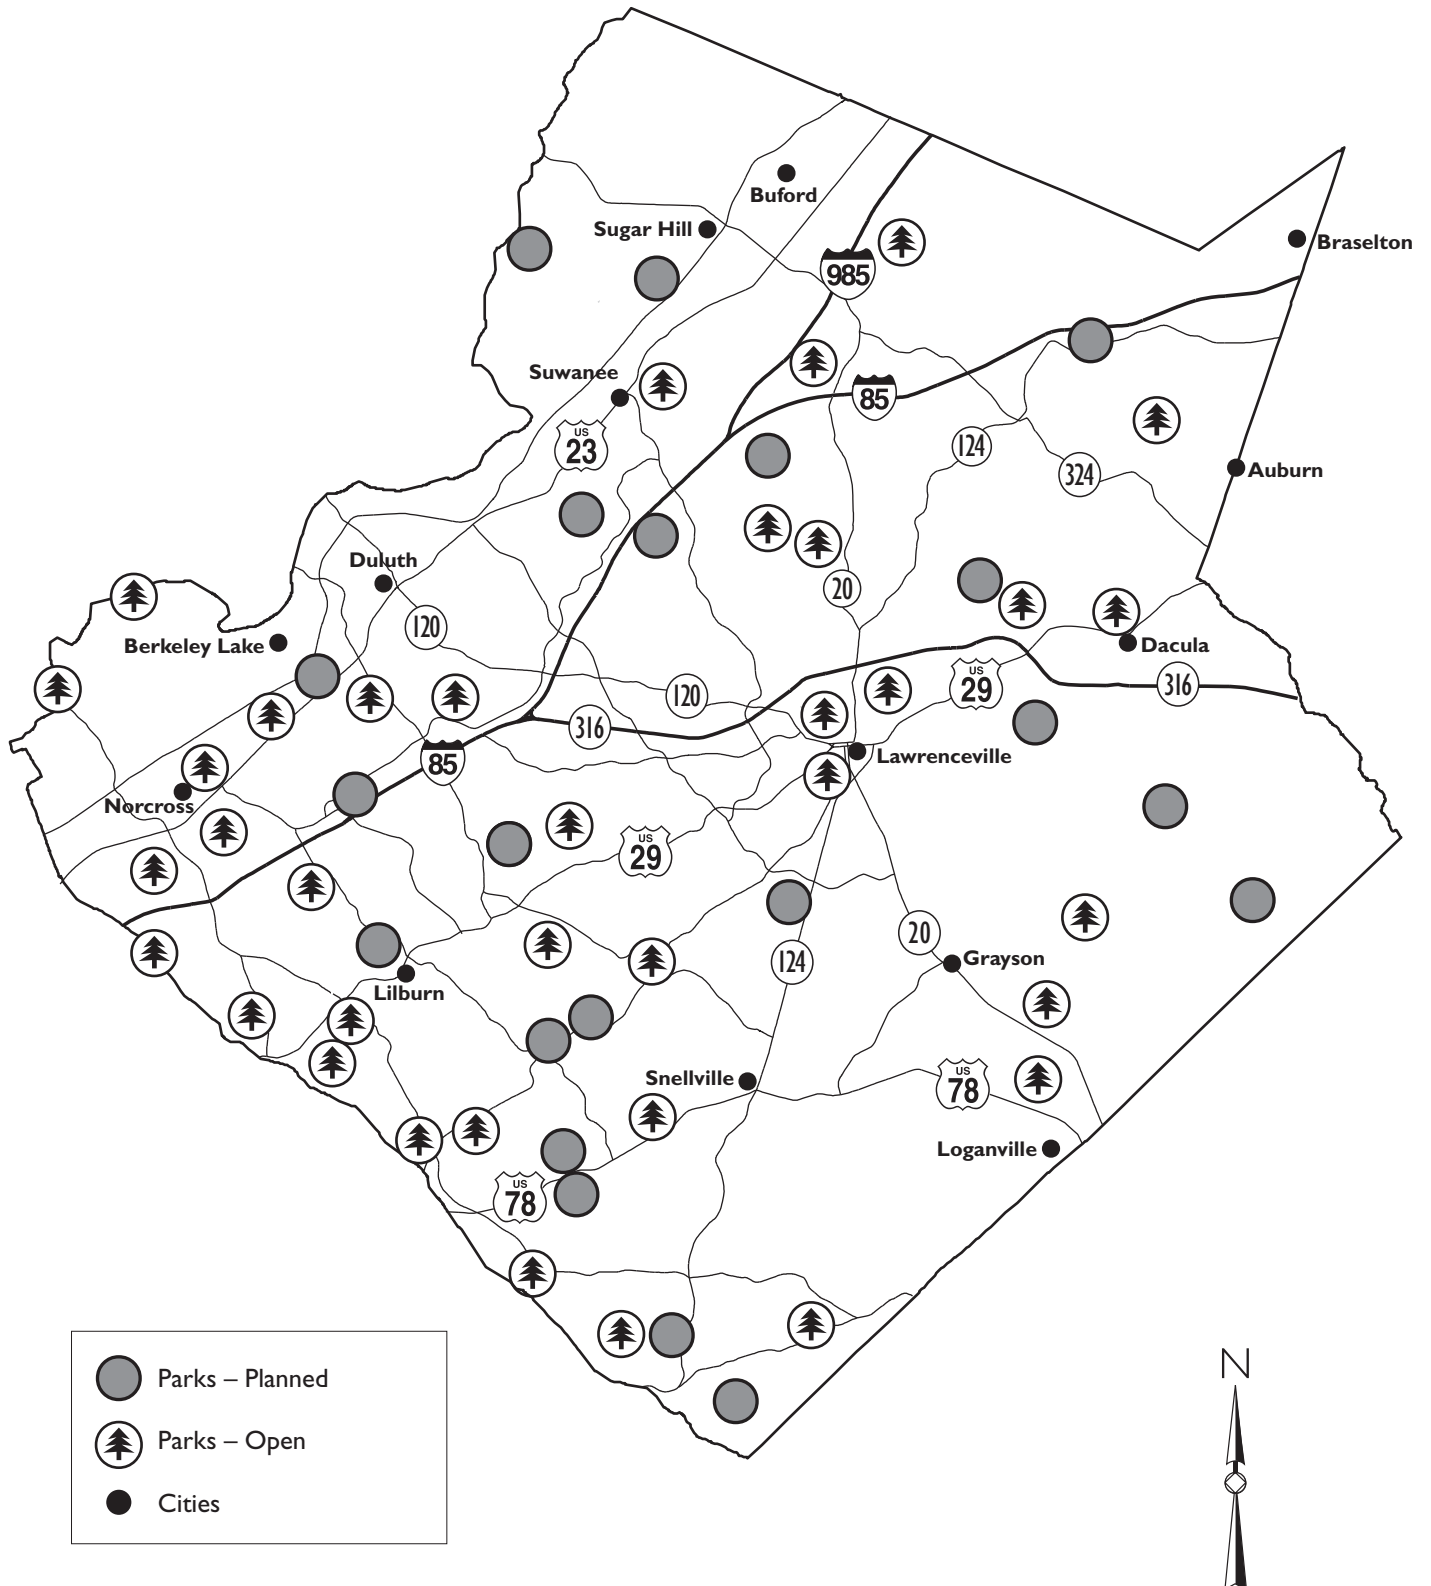 Buford
Sugar Hill
Braselton
985
Suwanee
85
US
23
124
324
Auburn
Duluth
20
120
Berkeley Lake
Dacula
120
US
29
316
316
85
Lawrenceville
Norcross
US
29
124
20
Grayson
Lilburn
Snellville
US
78
Loganville
US
78
N
Parks – Planned
Parks – Open
Cities